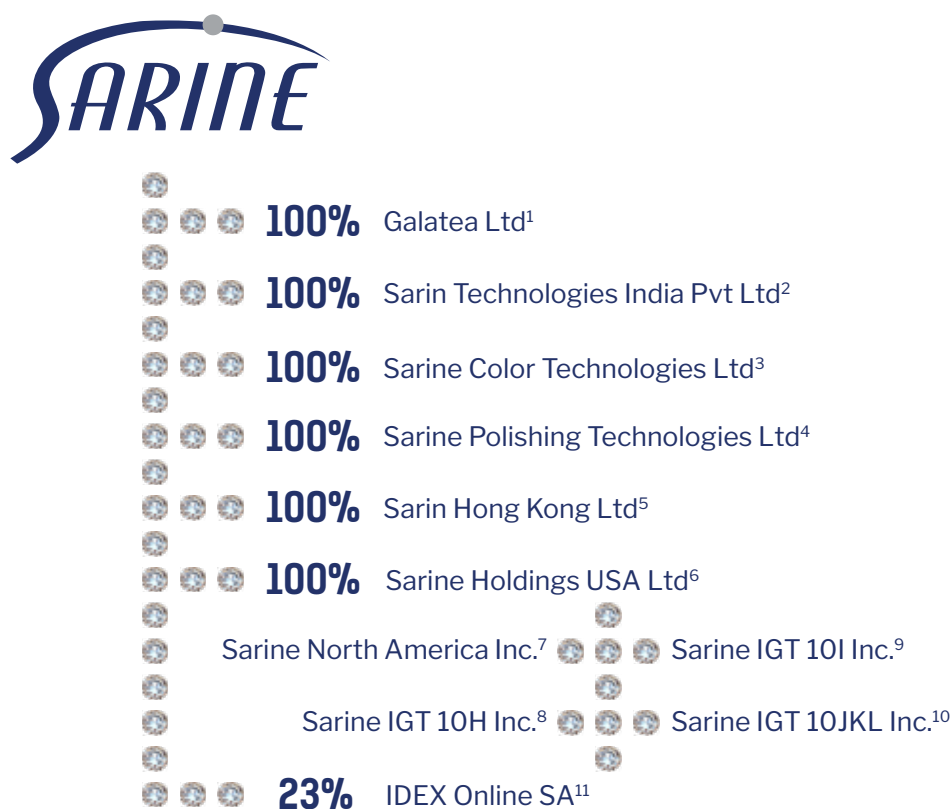 SARINE
100% Galatea Ltd¹
100% Sarin Technologies India Pvt Ltd²
100% Sarine Color Technologies Ltd³
100% Sarine Polishing Technologies Ltd⁴
100% Sarin Hong Kong Ltd⁵
100% Sarine Holdings USA Ltd⁶
Sarine North America Inc.⁷ Sarine IGT 10I Inc.⁹
Sarine IGT 10H Inc.⁸ Sarine IGT 10JKL Inc.¹⁰
23% IDEX Online SA¹¹